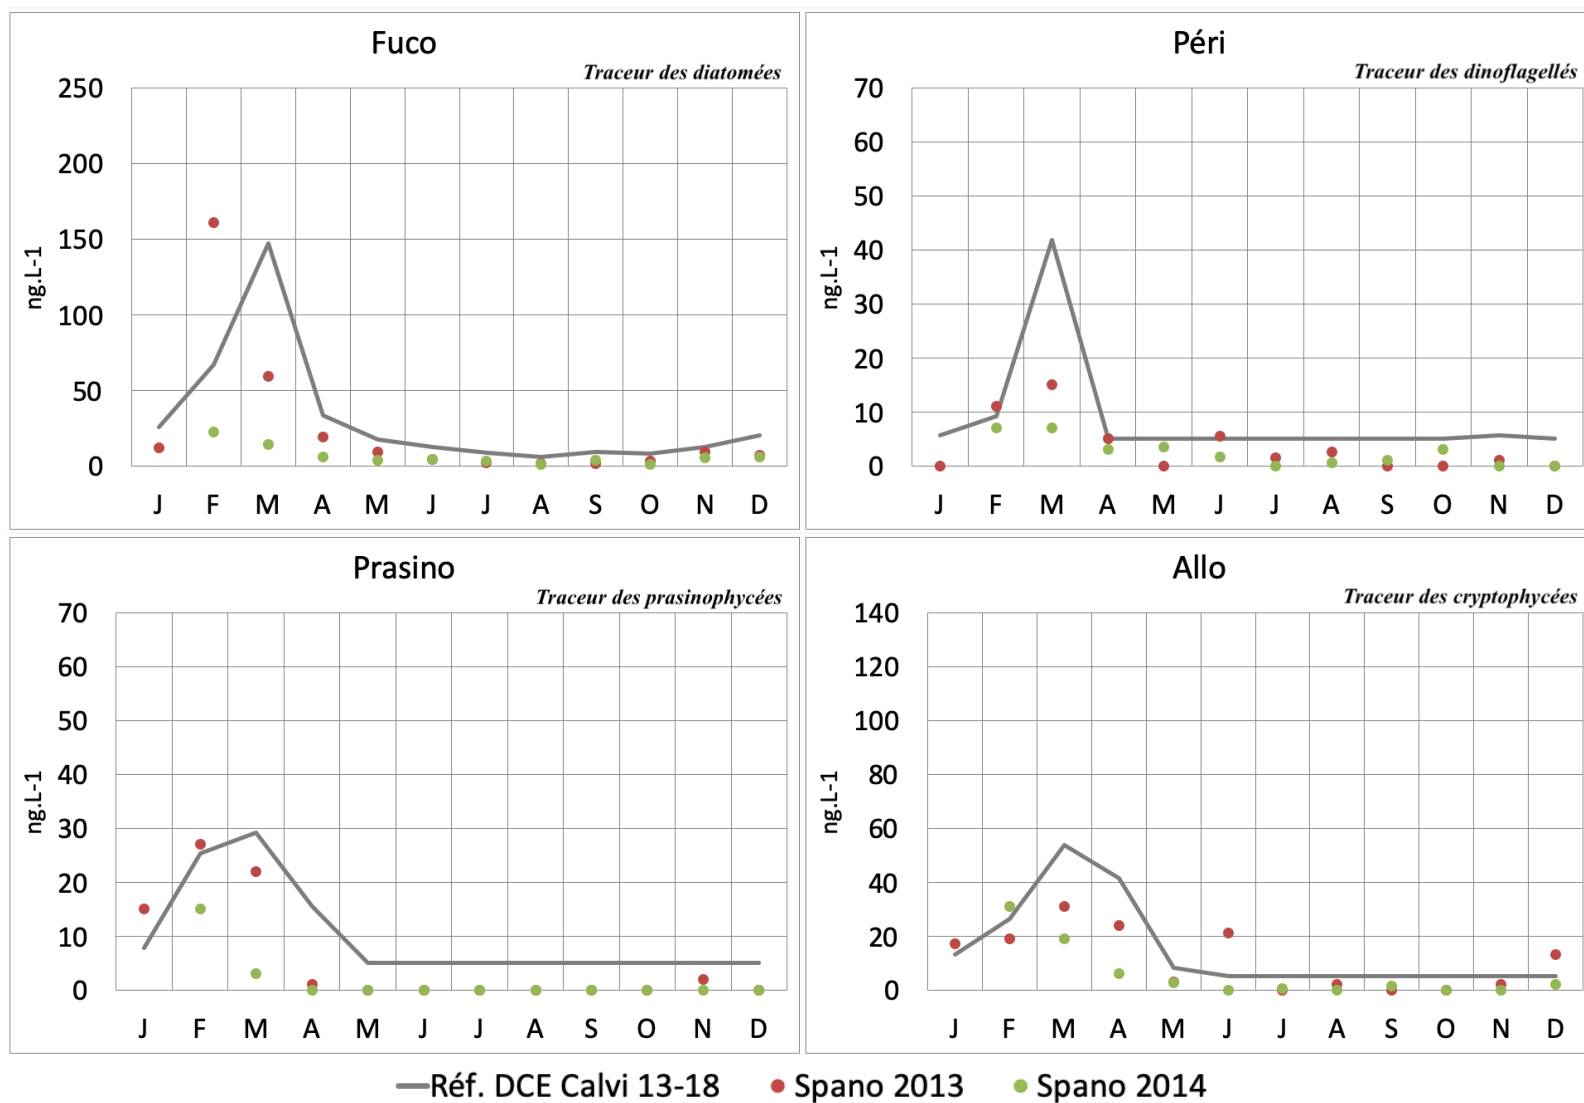 Fuco
Traceur des diatomées
250
200
150
100
50
0
ng.L-1
J F M A M J J A S O N D
Péri
Traceur des dinoflagellés
70
60
50
40
30
20
10
0
ng.L-1
J F M A M J J A S O N D
Prasino
Traceur des prasinophycées
70
60
50
40
30
20
10
0
ng.L-1
J F M A M J J A S O N D
Allo
Traceur des cryptophycées
140
120
100
80
60
40
20
0
ng.L-1
J F M A M J J A S O N D
Réf. DCE Calvi 13-18 Spano 2013 Spano 2014